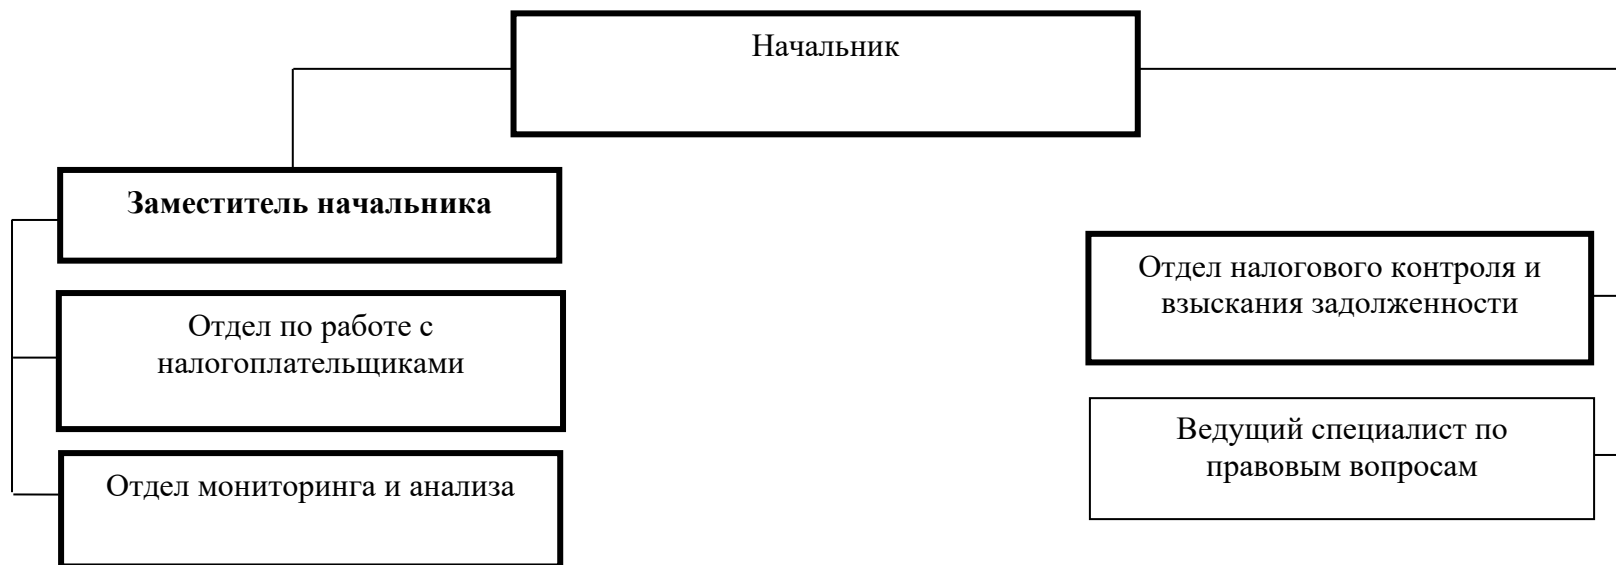 Начальник
Заместитель начальника
Отдел по работе с
налогоплательщиками
Отдел мониторинга и анализа
Отдел налогового контроля и
взыскания задолженности
Ведущий специалист по
правовым вопросам